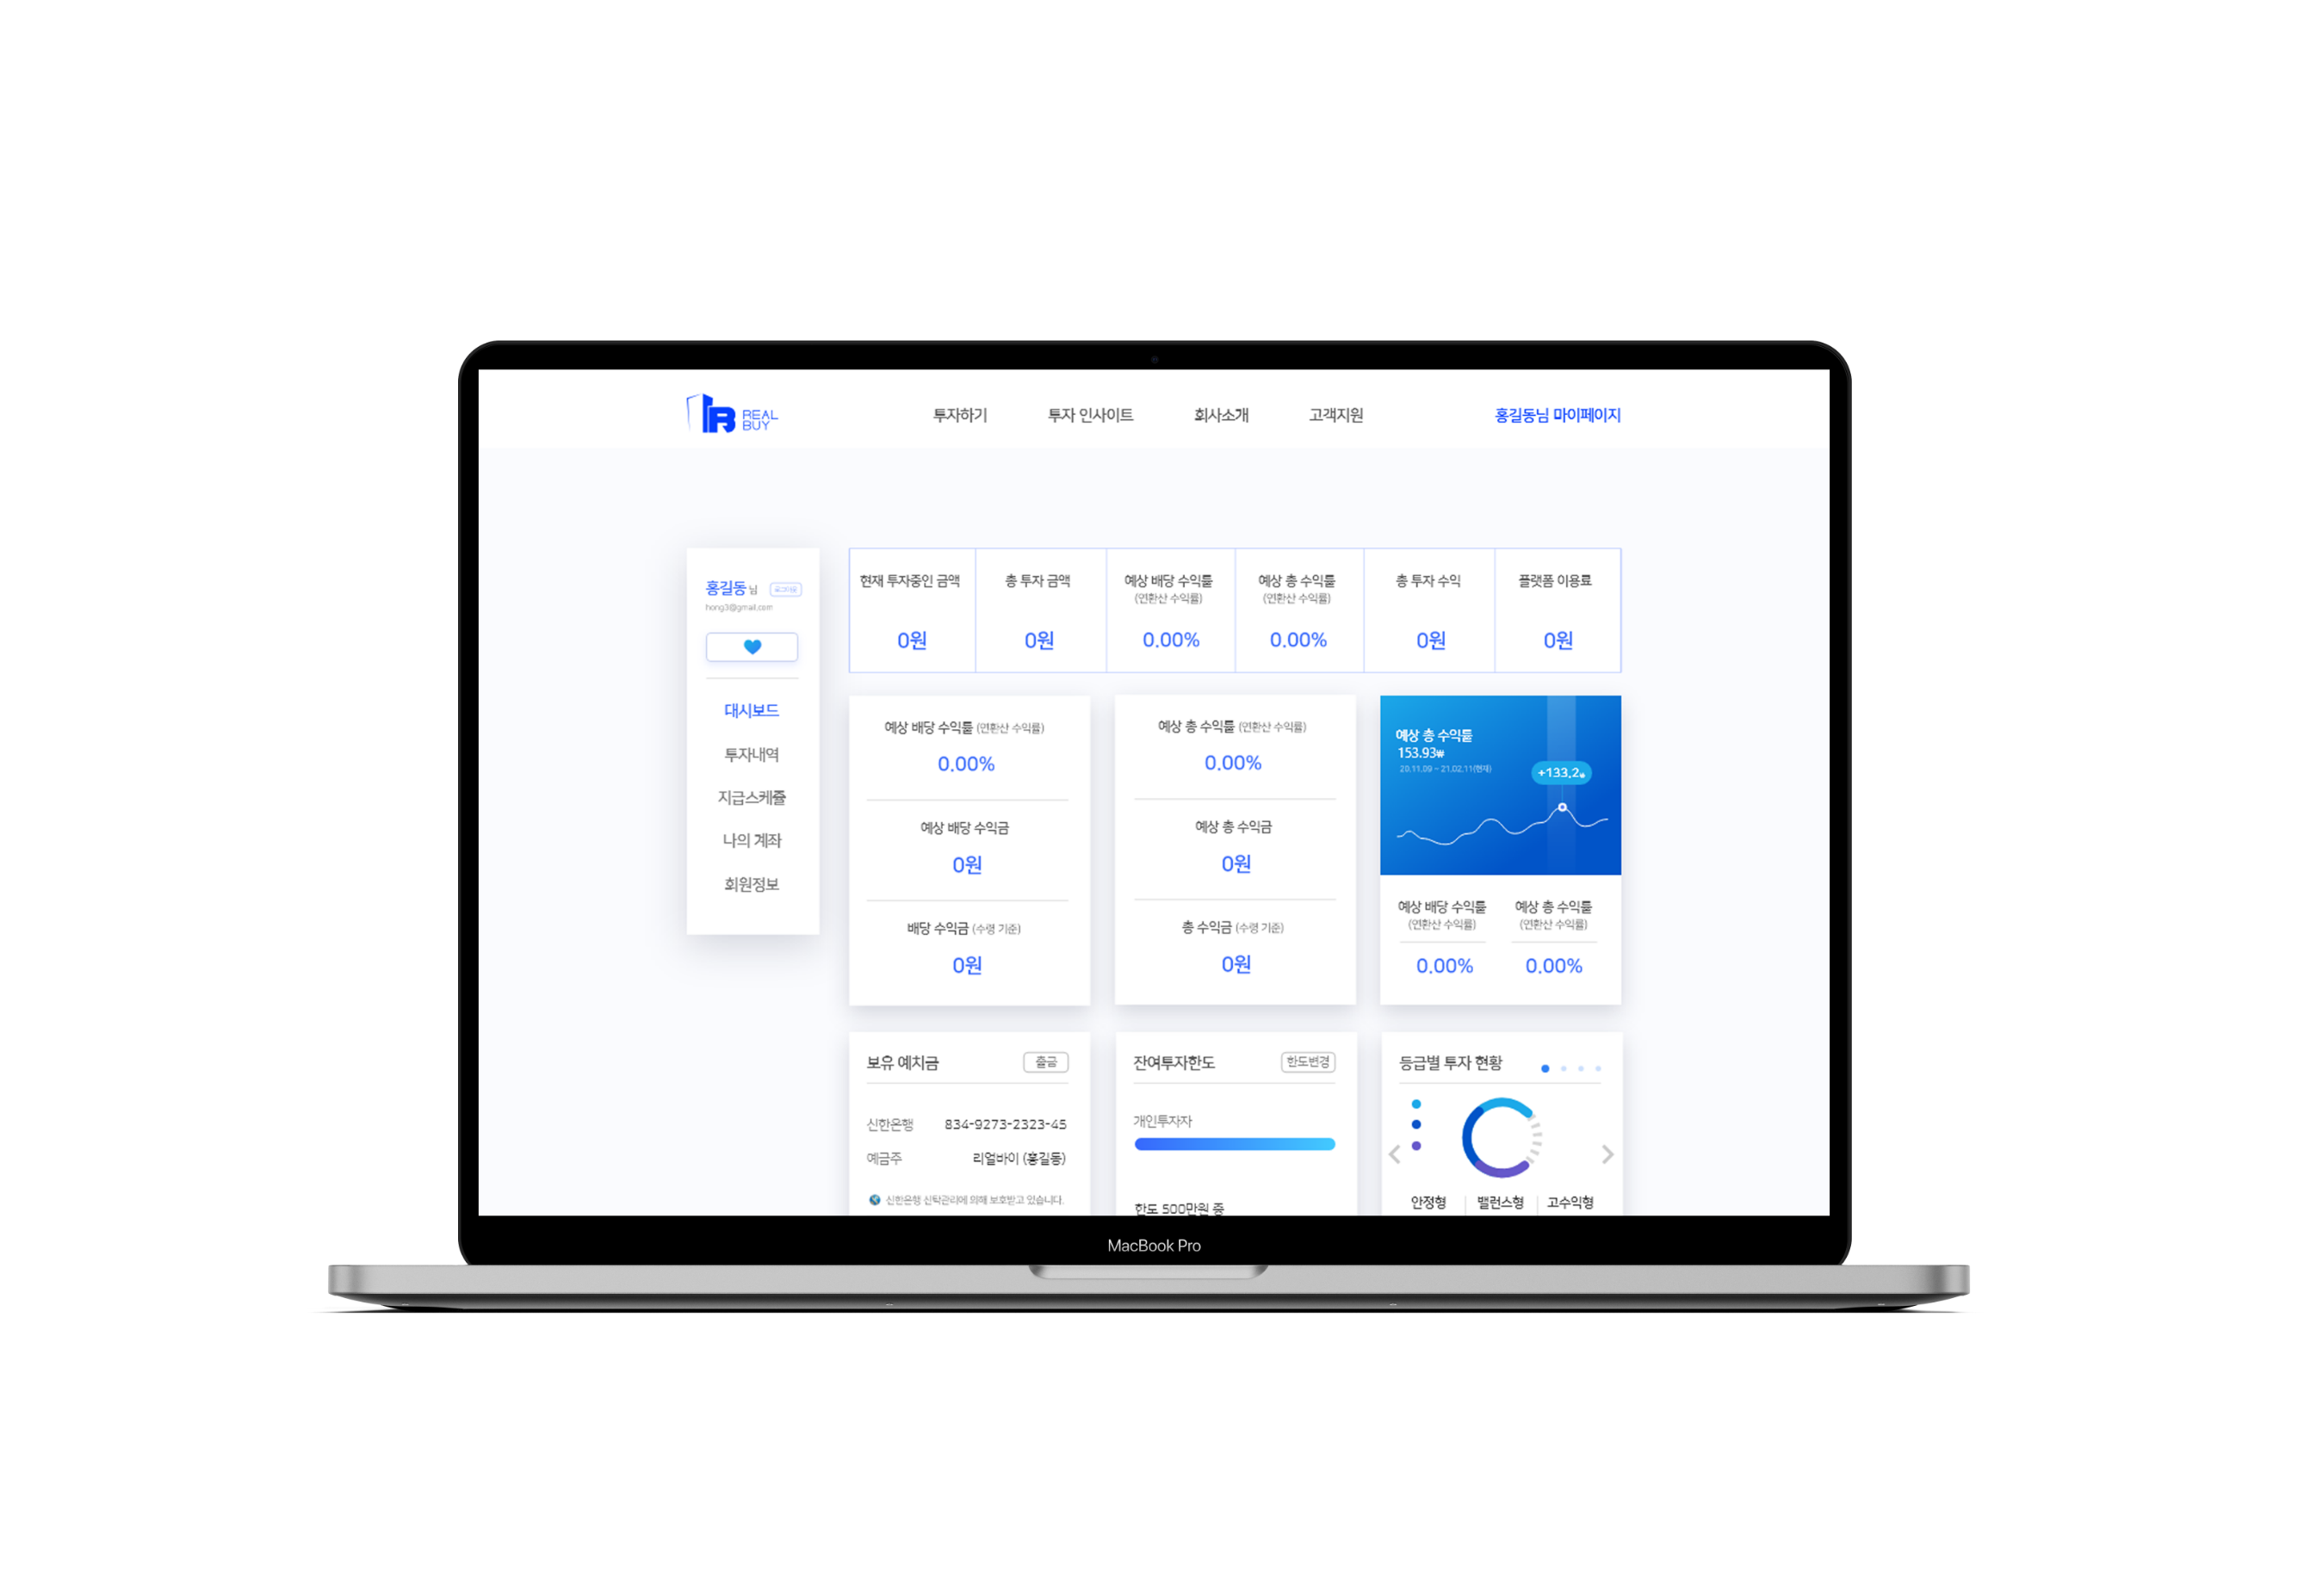 REAL
BUY
투자하기
투자 인사이트
회사소개
고객지원
홍길동님 마이페이지
홍길동 님
로그아웃
hong3@gmail.com
대시보드
투자내역
지급스케줄
나의 계좌
회원정보
현재 투자중인 금액
0원
총 투자 금액
0원
예상 배당 수익률
(연환산 수익률)
0.00%
예상 총 수익률
(연환산 수익률)
0.00%
총 투자 수익
0원
플랫폼 이용료
0원
예상 배당 수익률 (연환산 수익률)
0.00%
예상 배당 수익금
0원
배당 수익금 (수령 기준)
0원
예상 총 수익률 (연환산 수익률)
0.00%
예상 총 수익금
0원
총 수익금 (수령 기준)
0원
예상 총 수익률
153.93₩
20.11.09 ~ 21.02.11(현재)
+133.2₩
예상 배당 수익률
(연환산 수익률)
0.00%
예상 총 수익률
(연환산 수익률)
0.00%
보유 예치금
출금
신한은행 834-9273-2323-45
예금주 리얼바이 (홍길동)
신한은행 신탁관리에 의해 보호받고 있습니다.
잔여투자한도
한도변경
개인투자자
한도 500만원 중
등급별 투자 현황
안정형
밸런스형
고수익형
MacBook Pro